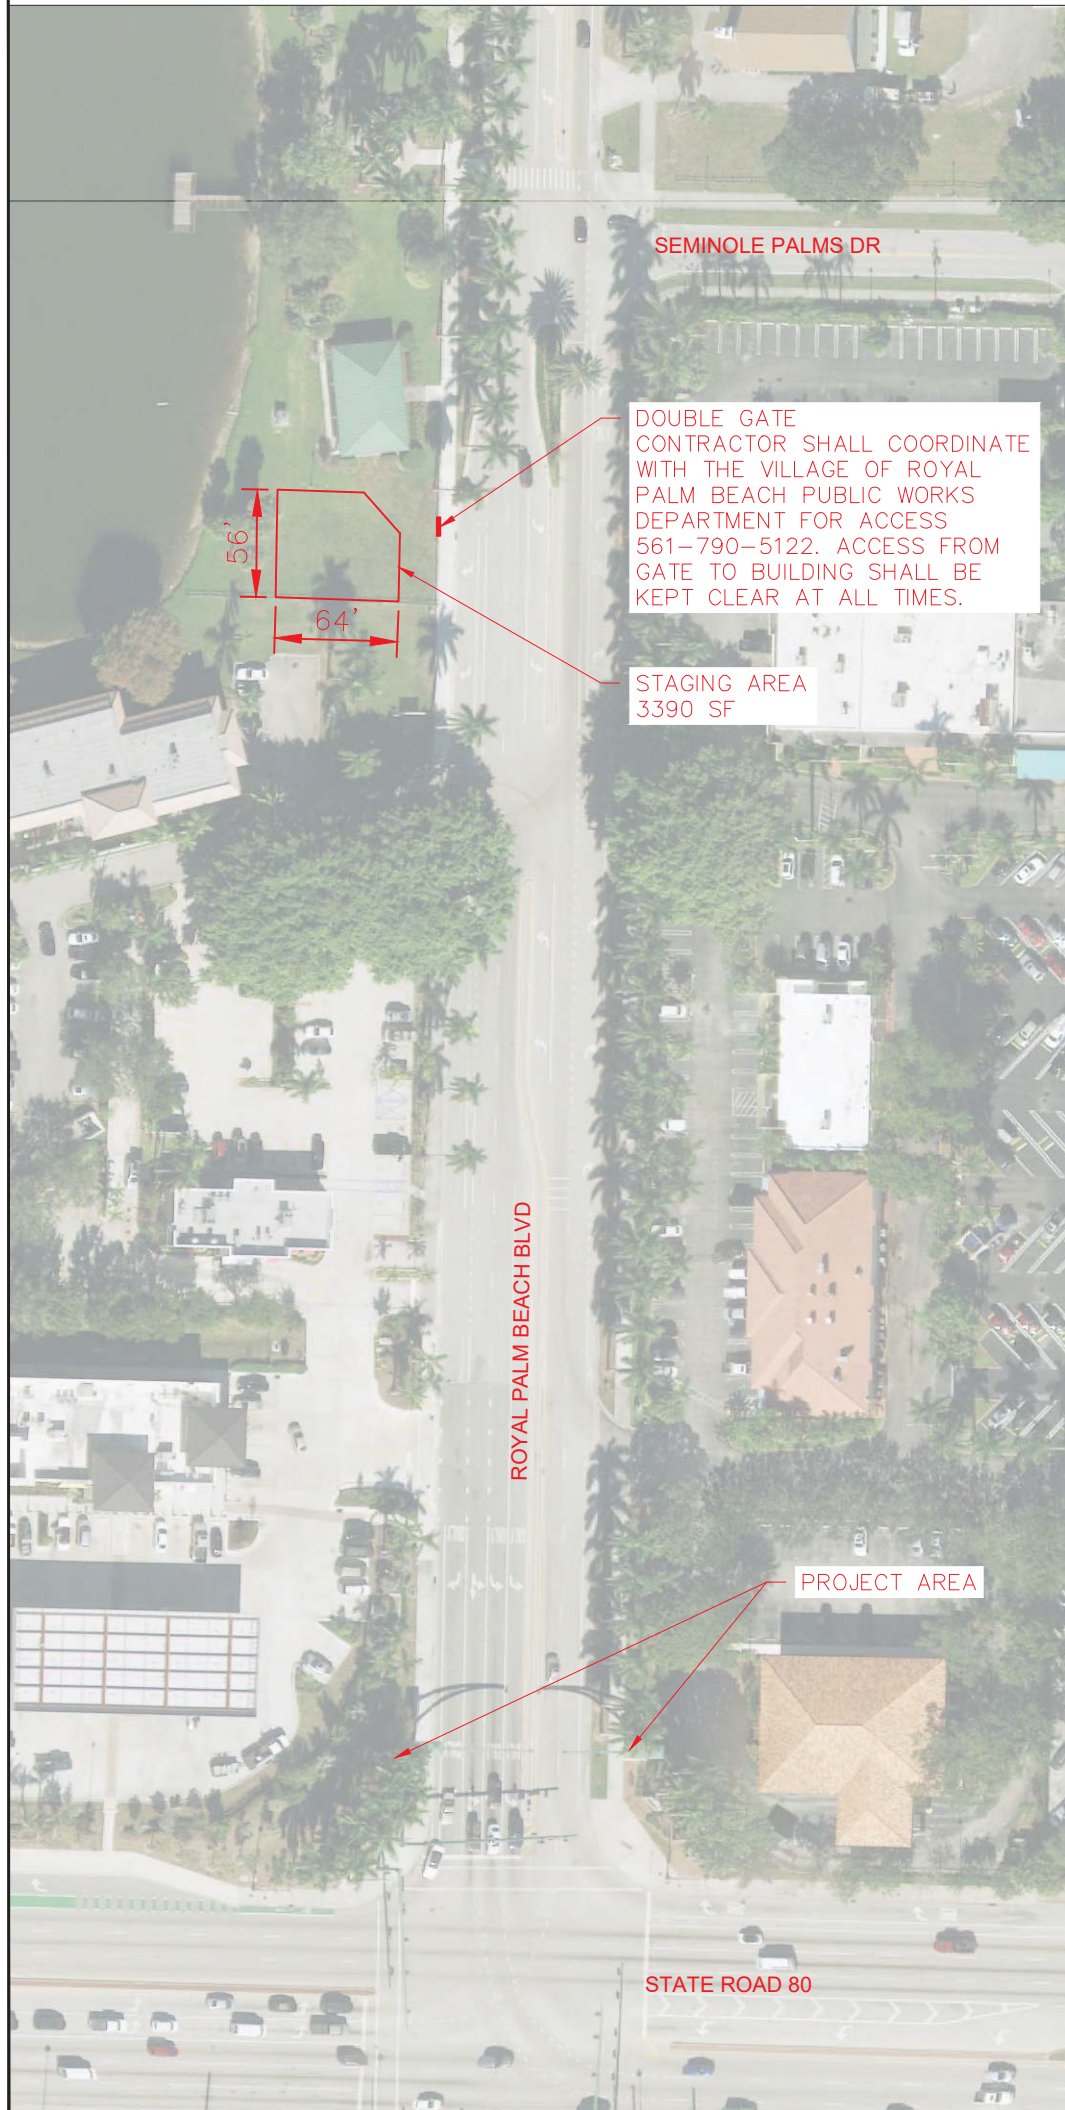 SEMINOLE PALMS DR
DOUBLE GATE
CONTRACTOR SHALL COORDINATE
WITH THE VILLAGE OF ROYAL
PALM BEACH PUBLIC WORKS
DEPARTMENT FOR ACCESS
561-790-5122. ACCESS FROM
GATE TO BUILDING SHALL BE
KEPT CLEAR AT ALL TIMES.
56'
64'
STAGING AREA
3390 SF
ROYAL PALM BEACH BLVD
PROJECT AREA
STATE ROAD 80